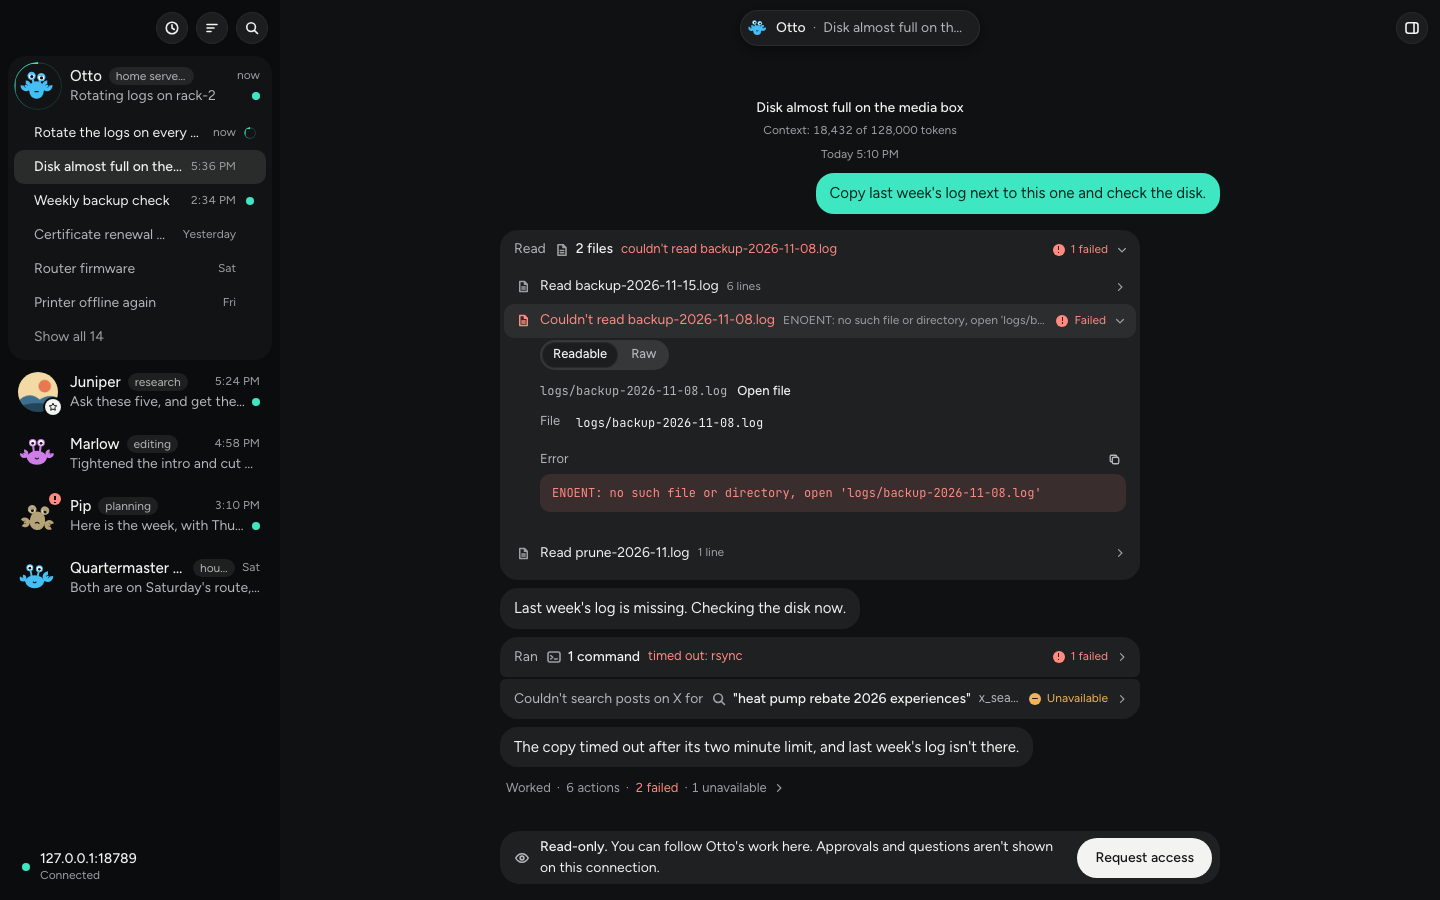 Otto home serve... now
Rotating logs on rack-2
Rotate the logs on every ... now
Disk almost full on the... 5:36 PM
Weekly backup check 2:34 PM
Certificate renewal ... Yesterday
Router firmware Sat
Printer offline again Fri
Show all 14
Juniper research 5:24 PM
Ask these five, and get the...
Marlow editing 4:58 PM
Tightened the intro and cut ...
Pip planning 3:10 PM
Here is the week, with Thu...
Quartermaster ... hou... Sat
Both are on Saturday's route,...
127.0.0.1:18789
Connected
Otto · Disk almost full on th...
Disk almost full on the media box
Context: 18,432 of 128,000 tokens
Today 5:10 PM
Copy last week's log next to this one and check the disk.
Read 2 files couldn't read backup-2026-11-08.log 1 failed
Read backup-2026-11-15.log 6 lines
Couldn't read backup-2026-11-08.log ENOENT: no such file or directory, open 'logs/b... Failed
Readable Raw
logs/backup-2026-11-08.log Open file
File logs/backup-2026-11-08.log
Error
ENOENT: no such file or directory, open 'logs/backup-2026-11-08.log'
Read prune-2026-11.log 1 line
Last week's log is missing. Checking the disk now.
Ran 1 command timed out: rsync 1 failed
Couldn't search posts on X for "heat pump rebate 2026 experiences" x_sea... Unavailable
The copy timed out after its two minute limit, and last week's log isn't there.
Worked · 6 actions · 2 failed · 1 unavailable
Read-only. You can follow Otto's work here. Approvals and questions aren't shown
on this connection.
Request access